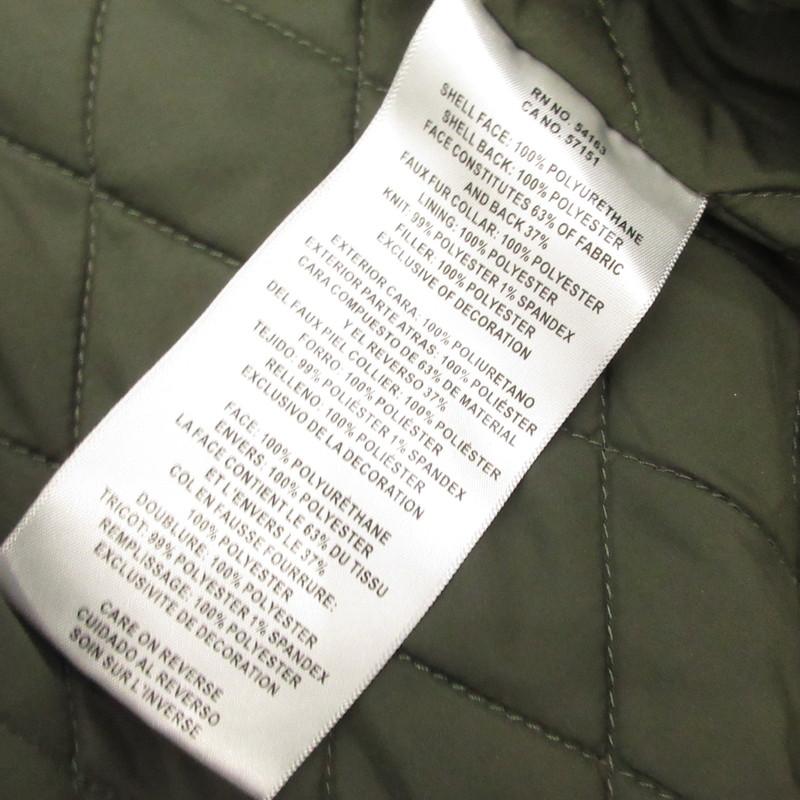 RN NO. 54163
CA NO. 57151
SHELL FACE: 100% POLYURETHANE
SHELL BACK: 100% POLYESTER
FACE CONSTITUTES 63% OF FABRIC
AND BACK 37%
FAUX FUR COLLAR: 100% POLYESTER
LINING: 100% POLYESTER
KNIT: 99% POLYESTER 1% SPANDEX
FILLER: 100% POLYESTER
EXCLUSIVE OF DECORATION
EXTERIOR CARA: 100% POLIURETANO
EXTERIOR PARTE ATRAS: 100% POLIÉSTER
CARA COMPUESTO DE 63% DE MATERIAL
Y EL REVERSO 37%
DEL FAUX PIEL COLLIER: 100% POLIÉSTER
FORRO: 100% POLIÉSTER
TEJIDO: 99% POLIÉSTER 1% SPANDEX
RELLENO: 100% POLIÉSTER
EXCLUSIVO DE LA DECORATION
FACE: 100% POLYURÉTHANE
ENVERS: 100% POLYESTER
LA FACE CONTIENT LE 63% DU TISSU
ET L'ENVERS LE 37%
COL EN FAUSSE FOURRURE:
100% POLYESTER
DOUBLURE: 100% POLYESTER
TRICOT: 99% POLYESTER 1% SPANDEX
REMPLISSAGE: 100% POLYESTER
EXCLUSIVITE DE DECORATION
CARE ON REVERSE
CUIDADO AL REVERSO
SOIN SUR L'INVERSE